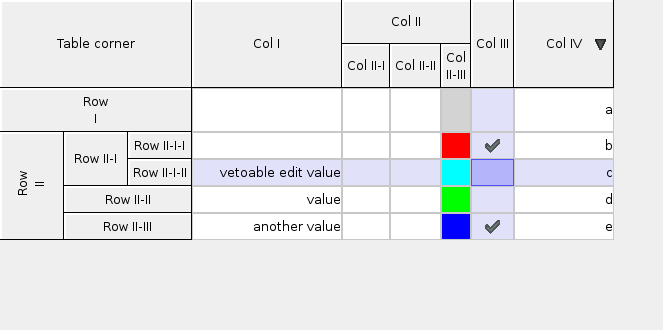 Table corner
Col I
Col II
Col II-I
Col II-II
Col
II-III
Col III
Col IV
Row
I
a
Row
II
Row II-I
Row II-I-I
b
Row II-I-II
vetoable edit value
c
Row II-II
value
d
Row II-III
another value
e